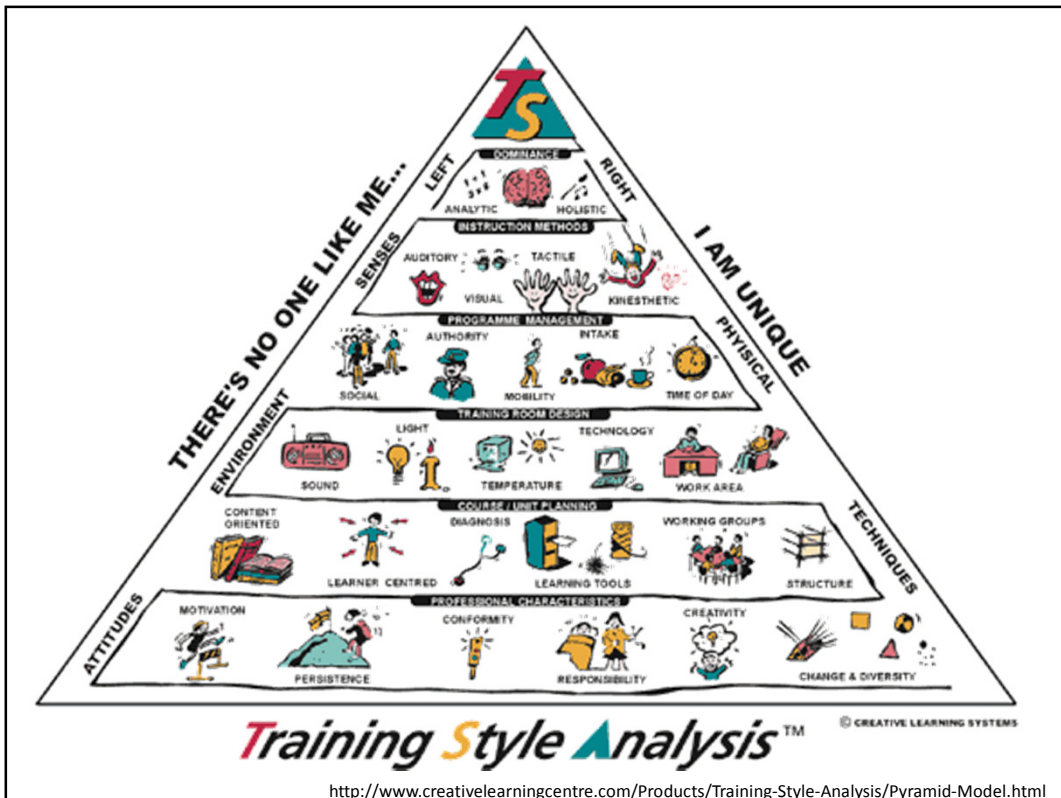 TS
THERE'S NO ONE LIKE ME...
I AM UNIQUE
LEFT
DOMINANCE
RIGHT
ANALYTIC
HOLISTIC
SENSES
INSTRUCTION METHODS
AUDITORY
TACTILE
VISUAL
KINESTHETIC
PHYISICAL
PROGRAMME MANAGEMENT
AUTHORITY
INTAKE
SOCIAL
MOBILITY
TIME OF DAY
ENVIRONMENT
TRAINING ROOM DESIGN
LIGHT
TECHNOLOGY
SOUND
TEMPERATURE
WORK AREA
TECHNIQUES
COURSE / UNIT PLANNING
CONTENT
ORIENTED
DIAGNOSIS
WORKING GROUPS
LEARNER CENTRED
LEARNING TOOLS
STRUCTURE
ATTITUDES
PROFESSIONAL CHARACTERISTICS
MOTIVATION
CONFORMITY
CREATIVITY
PERSISTENCE
RESPONSIBILITY
CHANGE & DIVERSITY
© CREATIVE LEARNING SYSTEMS
Training Style Analysis™
http://www.creativelearningcentre.com/Products/Training-Style-Analysis/Pyramid-Model.html